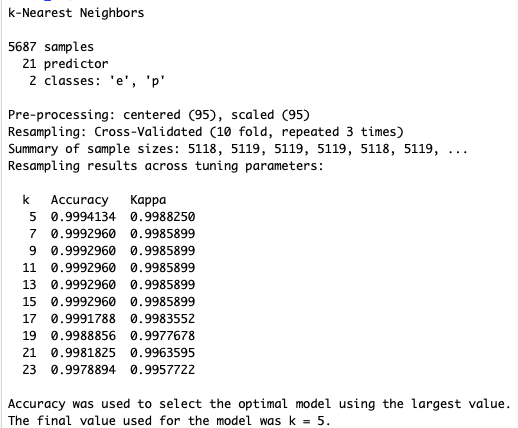 k-Nearest Neighbors
5687 samples
21 predictor
2 classes: 'e', 'p'
Pre-processing: centered (95), scaled (95)
Resampling: Cross-Validated (10 fold, repeated 3 times)
Summary of sample sizes: 5118, 5119, 5119, 5119, 5118, 5119, ...
Resampling results across tuning parameters:
k Accuracy Kappa
5 0.9994134 0.9988250
7 0.9992960 0.9985899
9 0.9992960 0.9985899
11 0.9992960 0.9985899
13 0.9992960 0.9985899
15 0.9992960 0.9985899
17 0.9991788 0.9983552
19 0.9988856 0.9977678
21 0.9981825 0.9963595
23 0.9978894 0.9957722
Accuracy was used to select the optimal model using the largest value.
The final value used for the model was k = 5.